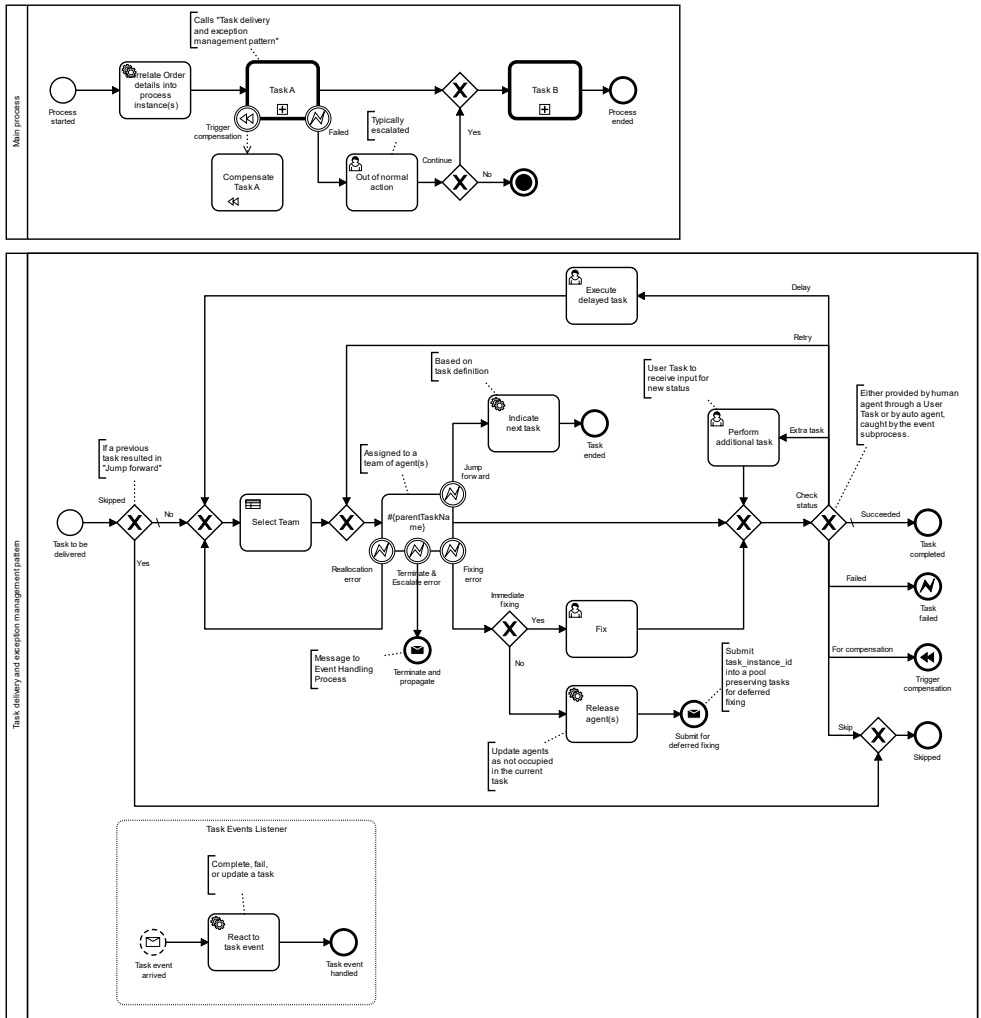 Main process
Calls "Task delivery
and exception
management pattern"
Process
started
rrelate Order
details into
process
instance(s)
Task A
Trigger
compensation
Failed
Compensate
Task A
Typically
escalated
Out of normal
action
Continue
Yes
No
Task B
Process
ended
Task delivery and exception management pattern
Execute
delayed task
Delay
Retry
Based on
task definition
Indicate
next task
Task
ended
User Task to
receive input for
new status
Perform
additional task
Extra task
Either provided by human
agent through a User
Task or by auto agent,
caught by the event
subprocess.
If a previous
task resulted in
"Jump forward"
Assigned to a
team of agent(s)
Jump
forward
Skipped
No
Yes
Task to be
delivered
Select Team
#{parentTaskNa
me}
Reallocation
error
Terminate &
Escalate error
Fixing
error
Check
status
Succeeded
Task
completed
Failed
Task
failed
Immediate
fixing
Yes
No
Fix
Message to
Event Handling
Process
Terminate and
propagate
Release
agent(s)
Submit
task_instance_id
into a pool
preserving tasks
for deferred
fixing
Submit for
deferred fixing
Update agents
as not occupied
in the current
task
For compensation
Trigger
compensation
Skip
Skipped
Task Events Listener
Complete, fail,
or update a task
Task event
arrived
React to
task event
Task event
handled